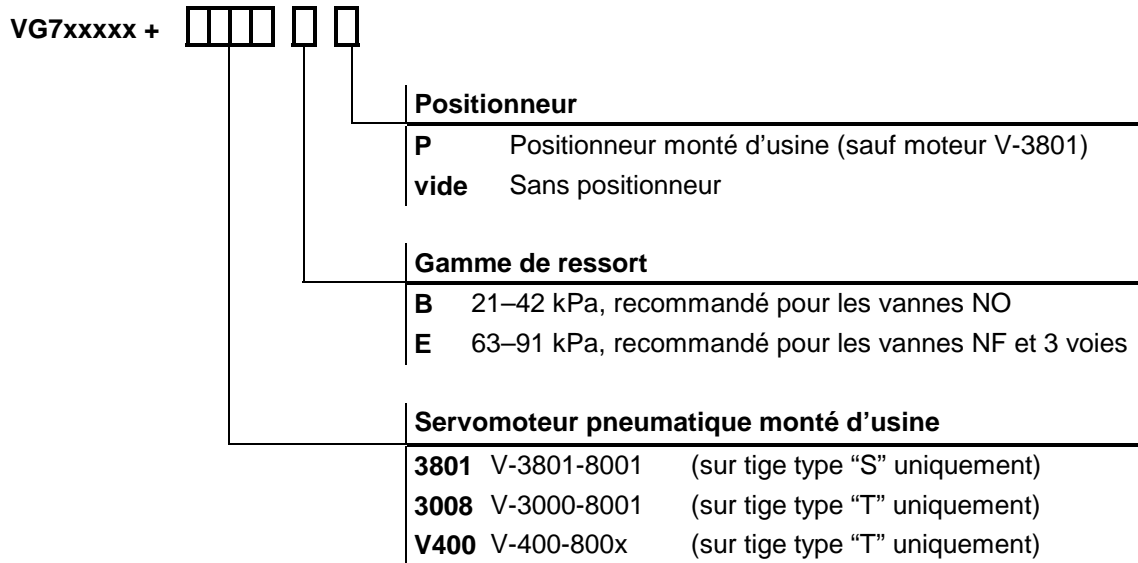 VG7xxxxx +
Positionneur
P Positionneur monté d'usine (sauf moteur V-3801)
vide Sans positionneur
Gamme de ressort
B 21–42 kPa, recommandé pour les vannes NO
E 63–91 kPa, recommandé pour les vannes NF et 3 voies
Servomoteur pneumatique monté d'usine
3801 V-3801-8001 (sur tige type “S” uniquement)
3008 V-3000-8001 (sur tige type “T” uniquement)
V400 V-400-800x (sur tige type “T” uniquement)